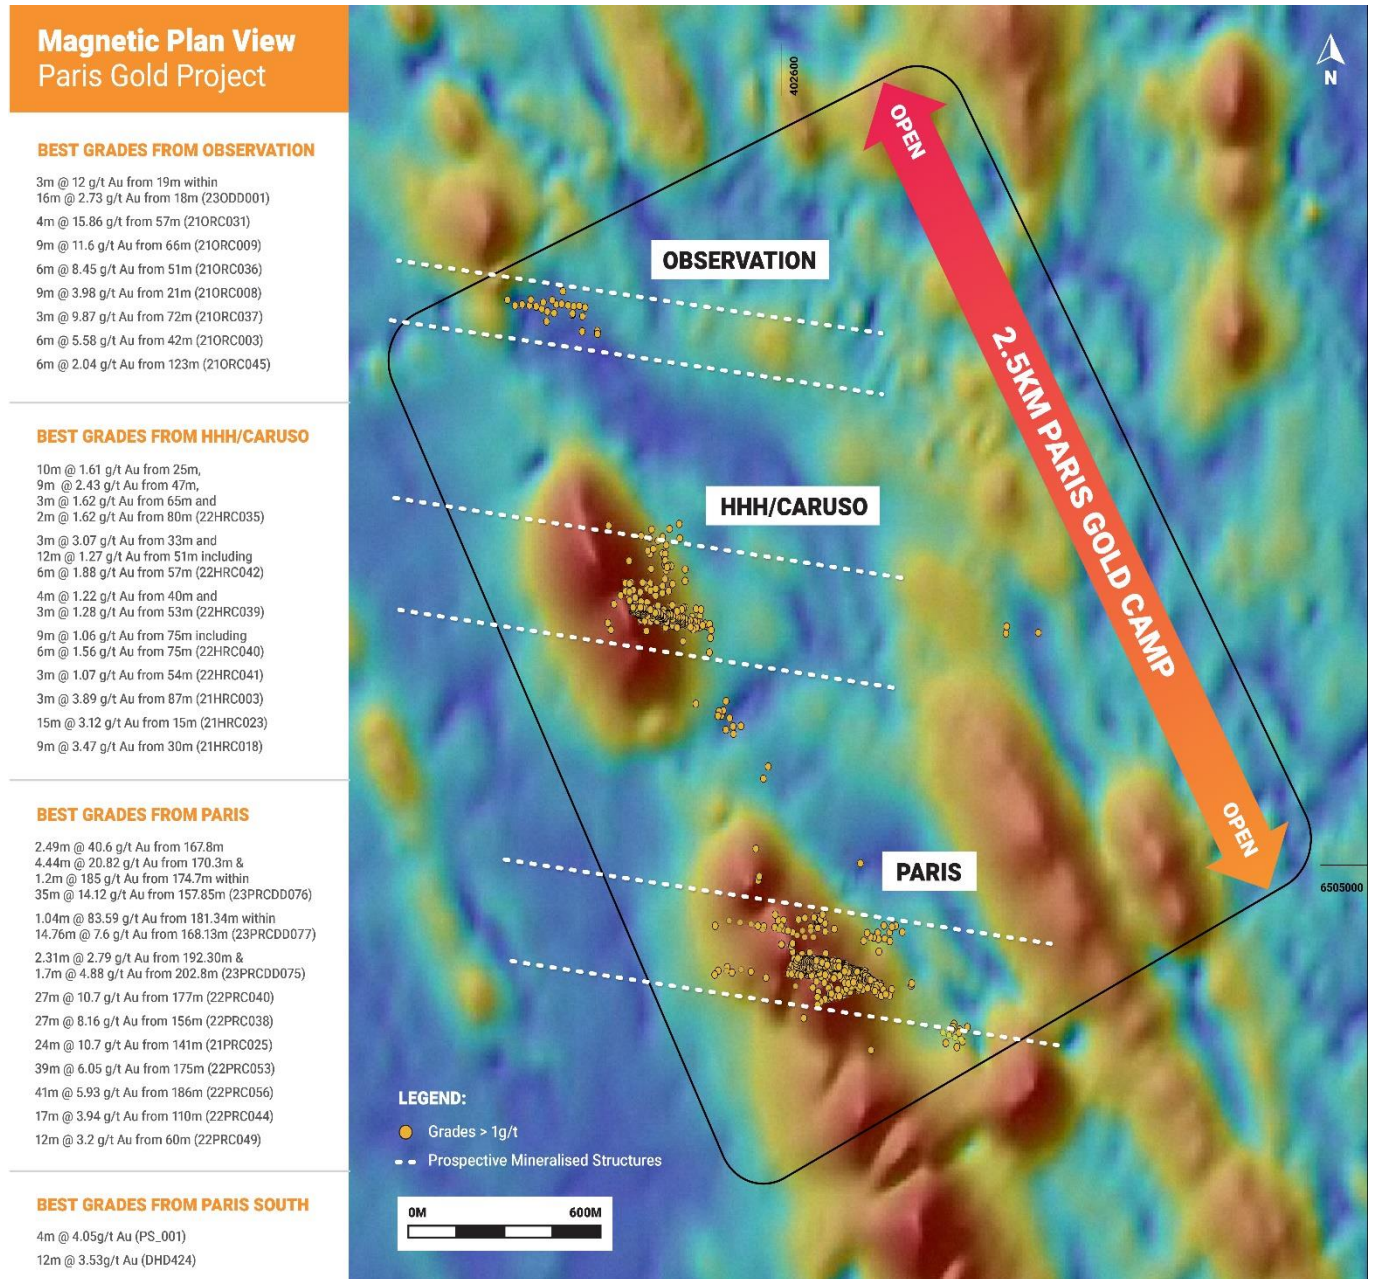 Magnetic Plan View
Paris Gold Project
BEST GRADES FROM OBSERVATION
3m @ 12 g/t Au from 19m within
16m @ 2.73 g/t Au from 18m (23ODD001)
4m @ 15.86 g/t from 57m (21ORC031)
9m @ 11.6 g/t Au from 66m (21ORC009)
6m @ 8.45 g/t Au from 51m (21ORC036)
9m @ 3.98 g/t Au from 21m (21ORC008)
3m @ 9.87 g/t Au from 72m (21ORC037)
6m @ 5.58 g/t Au from 42m (21ORC003)
6m @ 2.04 g/t Au from 123m (21ORC045)
BEST GRADES FROM HHH/CARUSO
10m @ 1.61 g/t Au from 25m,
9m @ 2.43 g/t Au from 47m,
3m @ 1.62 g/t Au from 65m and
2m @ 1.62 g/t Au from 80m (22HRC035)
3m @ 3.07 g/t Au from 33m and
12m @ 1.27 g/t Au from 51m including
6m @ 1.88 g/t Au from 57m (22HRC042)
4m @ 1.22 g/t Au from 40m and
3m @ 1.28 g/t Au from 53m (22HRC039)
9m @ 1.06 g/t Au from 75m including
6m @ 1.56 g/t Au from 75m (22HRC040)
3m @ 1.07 g/t Au from 54m (22HRC041)
3m @ 3.89 g/t Au from 87m (21HRC003)
15m @ 3.12 g/t Au from 15m (21HRC023)
9m @ 3.47 g/t Au from 30m (21HRC018)
BEST GRADES FROM PARIS
2.49m @ 40.6 g/t Au from 167.8m
4.44m @ 20.82 g/t Au from 170.3m &
1.2m @ 185 g/t Au from 174.7m within
35m @ 14.12 g/t Au from 157.85m (23PRCDD076)
1.04m @ 83.59 g/t Au from 181.34m within
14.76m @ 7.6 g/t Au from 168.13m (23PRCDD077)
2.31m @ 2.79 g/t Au from 192.30m &
1.7m @ 4.88 g/t Au from 202.8m (23PRCDD075)
27m @ 10.7 g/t Au from 177m (22PRC040)
27m @ 8.16 g/t Au from 156m (22PRC038)
24m @ 10.7 g/t Au from 141m (21PRC025)
39m @ 6.05 g/t Au from 175m (22PRC053)
41m @ 5.93 g/t Au from 186m (22PRC056)
17m @ 3.94 g/t Au from 110m (22PRC044)
12m @ 3.2 g/t Au from 60m (22PRC049)
BEST GRADES FROM PARIS SOUTH
4m @ 4.05g/t Au (PS_001)
12m @ 3.53g/t Au (DHD424)
402600
N
OPEN
OBSERVATION
2.5KM PARIS GOLD CAMP
HHH/CARUSO
OPEN
PARIS
6505000
LEGEND:
Grades > 1g/t
Prospective Mineralised Structures
0M 600M